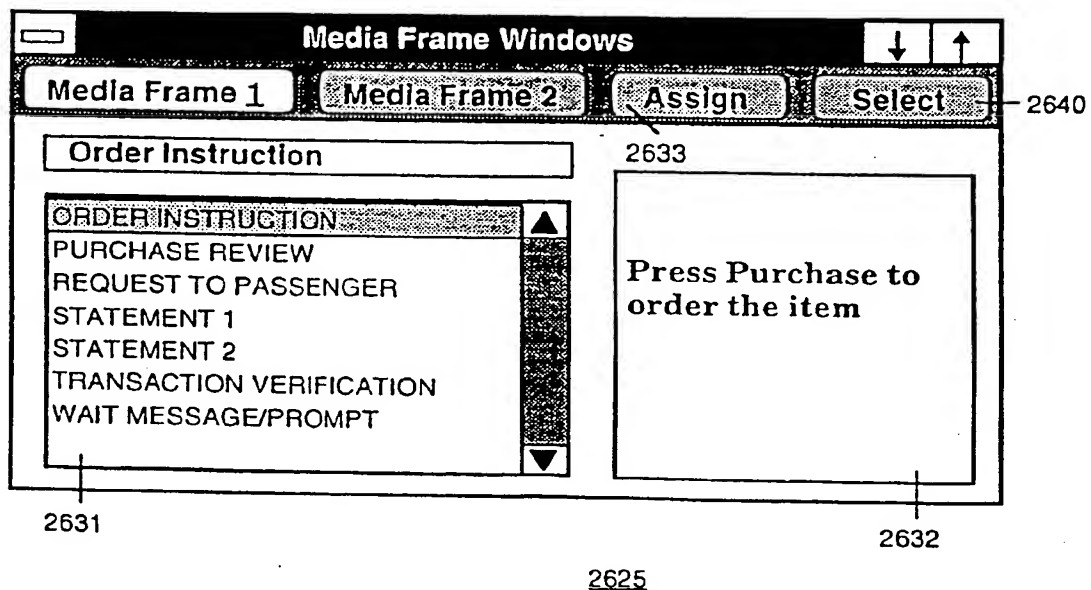 Media Frame Windows
Media Frame 1 Media Frame 2 Assign Select
2640
Order Instruction
2633
ORDER INSTRUCTION
PURCHASE REVIEW
REQUEST TO PASSENGER
STATEMENT 1
STATEMENT 2
TRANSACTION VERIFICATION
WAIT MESSAGE/PROMPT
Press Purchase to
order the item
2631
2632
2625